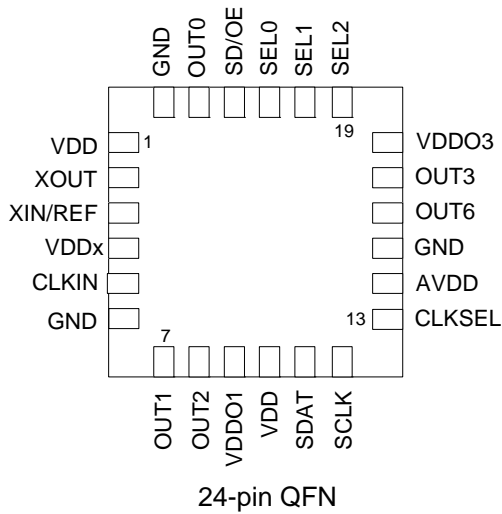 GND
OUT0
SD/OE
SEL0
SEL1
SEL2
VDD
1
19
VDDO3
XOUT
OUT3
XIN/REF
OUT6
VDDx
GND
CLKIN
AVDD
GND
7
13
CLKSEL
OUT1
OUT2
VDDO1
VDD
SDAT
SCLK
24-pin QFN